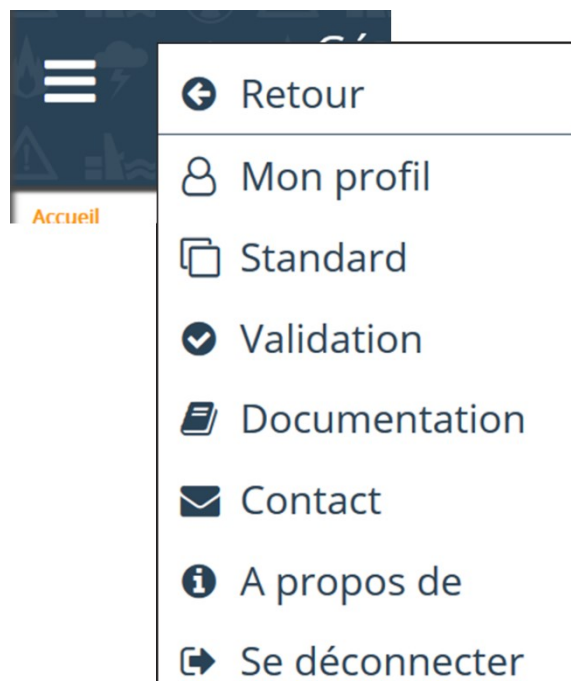 Retour
Mon profil
Accueil
Standard
Validation
Documentation
Contact
A propos de
Se déconnecter